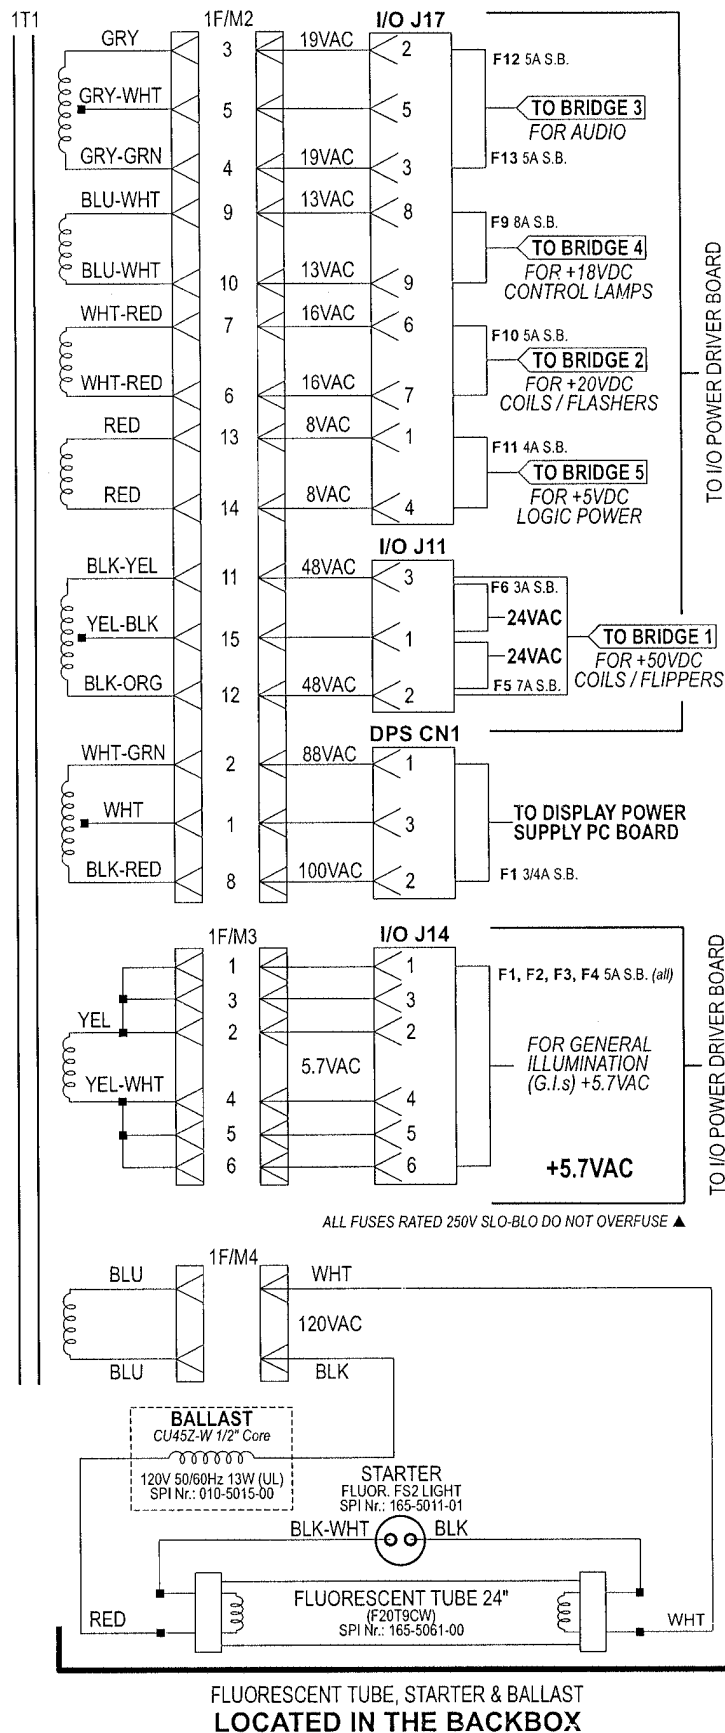 1T1
1F/M2
I/O J17
GRY
3
19VAC
2
F12 5A S.B.
GRY-WHT
5
5
TO BRIDGE 3
FOR AUDIO
GRY-GRN
4
19VAC
3
F13 5A S.B.
BLU-WHT
9
13VAC
8
F9 8A S.B.
TO BRIDGE 4
FOR +18VDC
CONTROL LAMPS
BLU-WHT
10
13VAC
9
WHT-RED
7
16VAC
6
F10 5A S.B.
TO BRIDGE 2
FOR +20VDC
COILS / FLASHERS
WHT-RED
6
16VAC
7
RED
13
8VAC
1
F11 4A S.B.
TO BRIDGE 5
FOR +5VDC
LOGIC POWER
RED
14
8VAC
4
TO I/O POWER DRIVER BOARD
I/O J11
BLK-YEL
11
48VAC
3
F6 3A S.B.
24VAC
YEL-BLK
15
1
TO BRIDGE 1
FOR +50VDC
COILS / FLIPPERS
24VAC
BLK-ORG
12
48VAC
2
F5 7A S.B.
DPS CN1
WHT-GRN
2
88VAC
1
WHT
1
3
TO DISPLAY POWER
SUPPLY PC BOARD
BLK-RED
8
100VAC
2
F1 3/4A S.B.
1F/M3
I/O J14
1
1
F1, F2, F3, F4 5A S.B. (all)
3
3
YEL
2
2
5.7VAC
FOR GENERAL
ILLUMINATION
(G.I.s) +5.7VAC
YEL-WHT
4
4
5
5
6
6
+5.7VAC
TO I/O POWER DRIVER BOARD
ALL FUSES RATED 250V SLO-BLO DO NOT OVERFUSE ▲
1F/M4
BLU
WHT
120VAC
BLU
BLK
BALLAST
CU45Z-W 1/2" Core
120V 50/60Hz 13W (UL)
SPI Nr.: 010-5015-00
STARTER
FLUOR. FS2 LIGHT
SPI Nr.: 165-5011-01
BLK-WHT
BLK
FLUORESCENT TUBE 24"
(F20T9CW)
SPI Nr.: 165-5061-00
RED
WHT
FLUORESCENT TUBE, STARTER & BALLAST
LOCATED IN THE BACKBOX